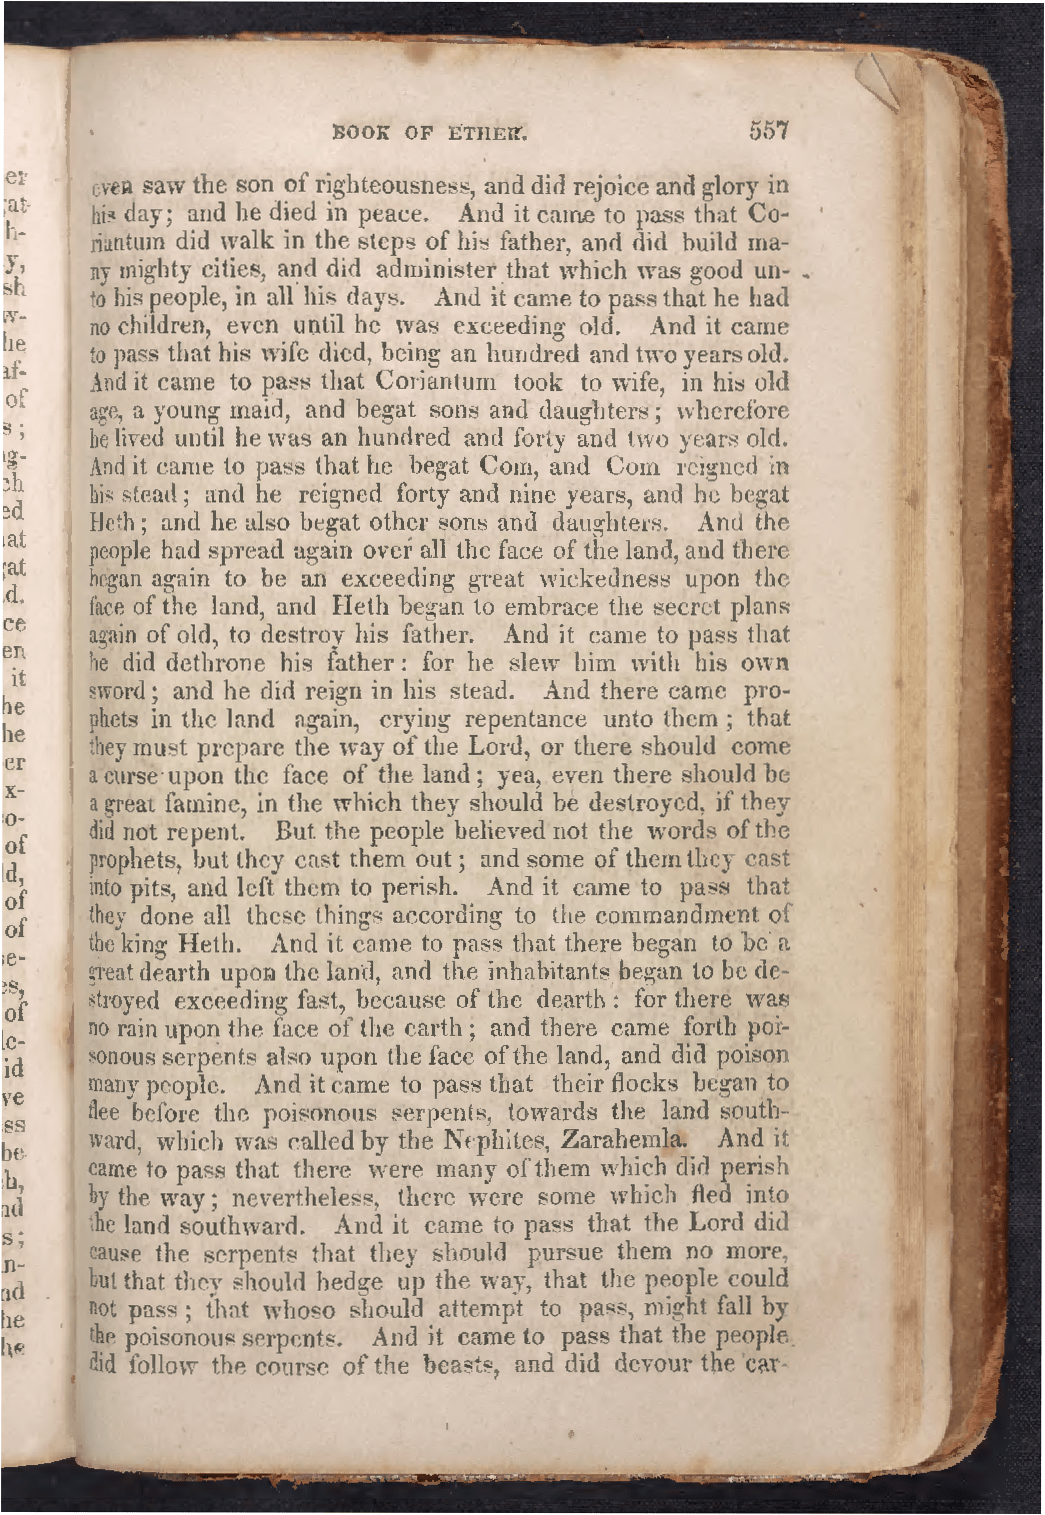 BOOK OF ETHER. 557
even saw the son of righteousness, and did rejoice and glory in
his day; and he died in peace. And it came to pass that Co-
riantum did walk in the steps of his father, and did build ma-
ny mighty cities, and did administer that which was good un-
to his people, in all his days. And it came to pass that he had
no children, even until he was exceeding old. And it came
to pass that his wife died, being an hundred and two years old.
And it came to pass that Coriantum took to wife, in his old
age, a young maid, and begat sons and daughters; wherefore
he lived until he was an hundred and forty and two years old.
And it came to pass that he begat Com, and Com reigned in
his stead; and he reigned forty and nine years, and he begat
Heth; and he also begat other sons and daughters. And the
people had spread again over all the face of the land, and there
began again to be an exceeding great wickedness upon the
face of the land, and Heth began to embrace the secret plans
again of old, to destroy his father. And it came to pass that
he did dethrone his father: for he slew him with his own
sword; and he did reign in his stead. And there came pro-
phets in the land again, crying repentance unto them; that
they must prepare the way of the Lord, or there should come
a curse upon the face of the land; yea, even there should be
a great famine, in the which they should be destroyed, if they
did not repent. But the people believed not the words of the
prophets, but they cast them out; and some of them they cast
into pits, and left them to perish. And it came to pass that
they done all these things according to the commandment of
the king Heth. And it came to pass that there began to be a
great dearth upon the land, and the inhabitants began to be de-
stroyed exceeding fast, because of the dearth: for there was
no rain upon the face of the earth; and there came forth poi-
sonous serpents also upon the face of the land, and did poison
many people. And it came to pass that their flocks began to
flee before the poisonous serpents, towards the land south-
ward, which was called by the Nephites, Zarahemla. And it
came to pass that there were many of them which did perish
by the way; nevertheless, there were some which fled into
the land southward. And it came to pass that the Lord did
cause the serpents that they should pursue them no more,
but that they should hedge up the way, that the people could
not pass; that whoso should attempt to pass, might fall by
the poisonous serpents. And it came to pass that the people
did follow the course of the beasts, and did devour the car-